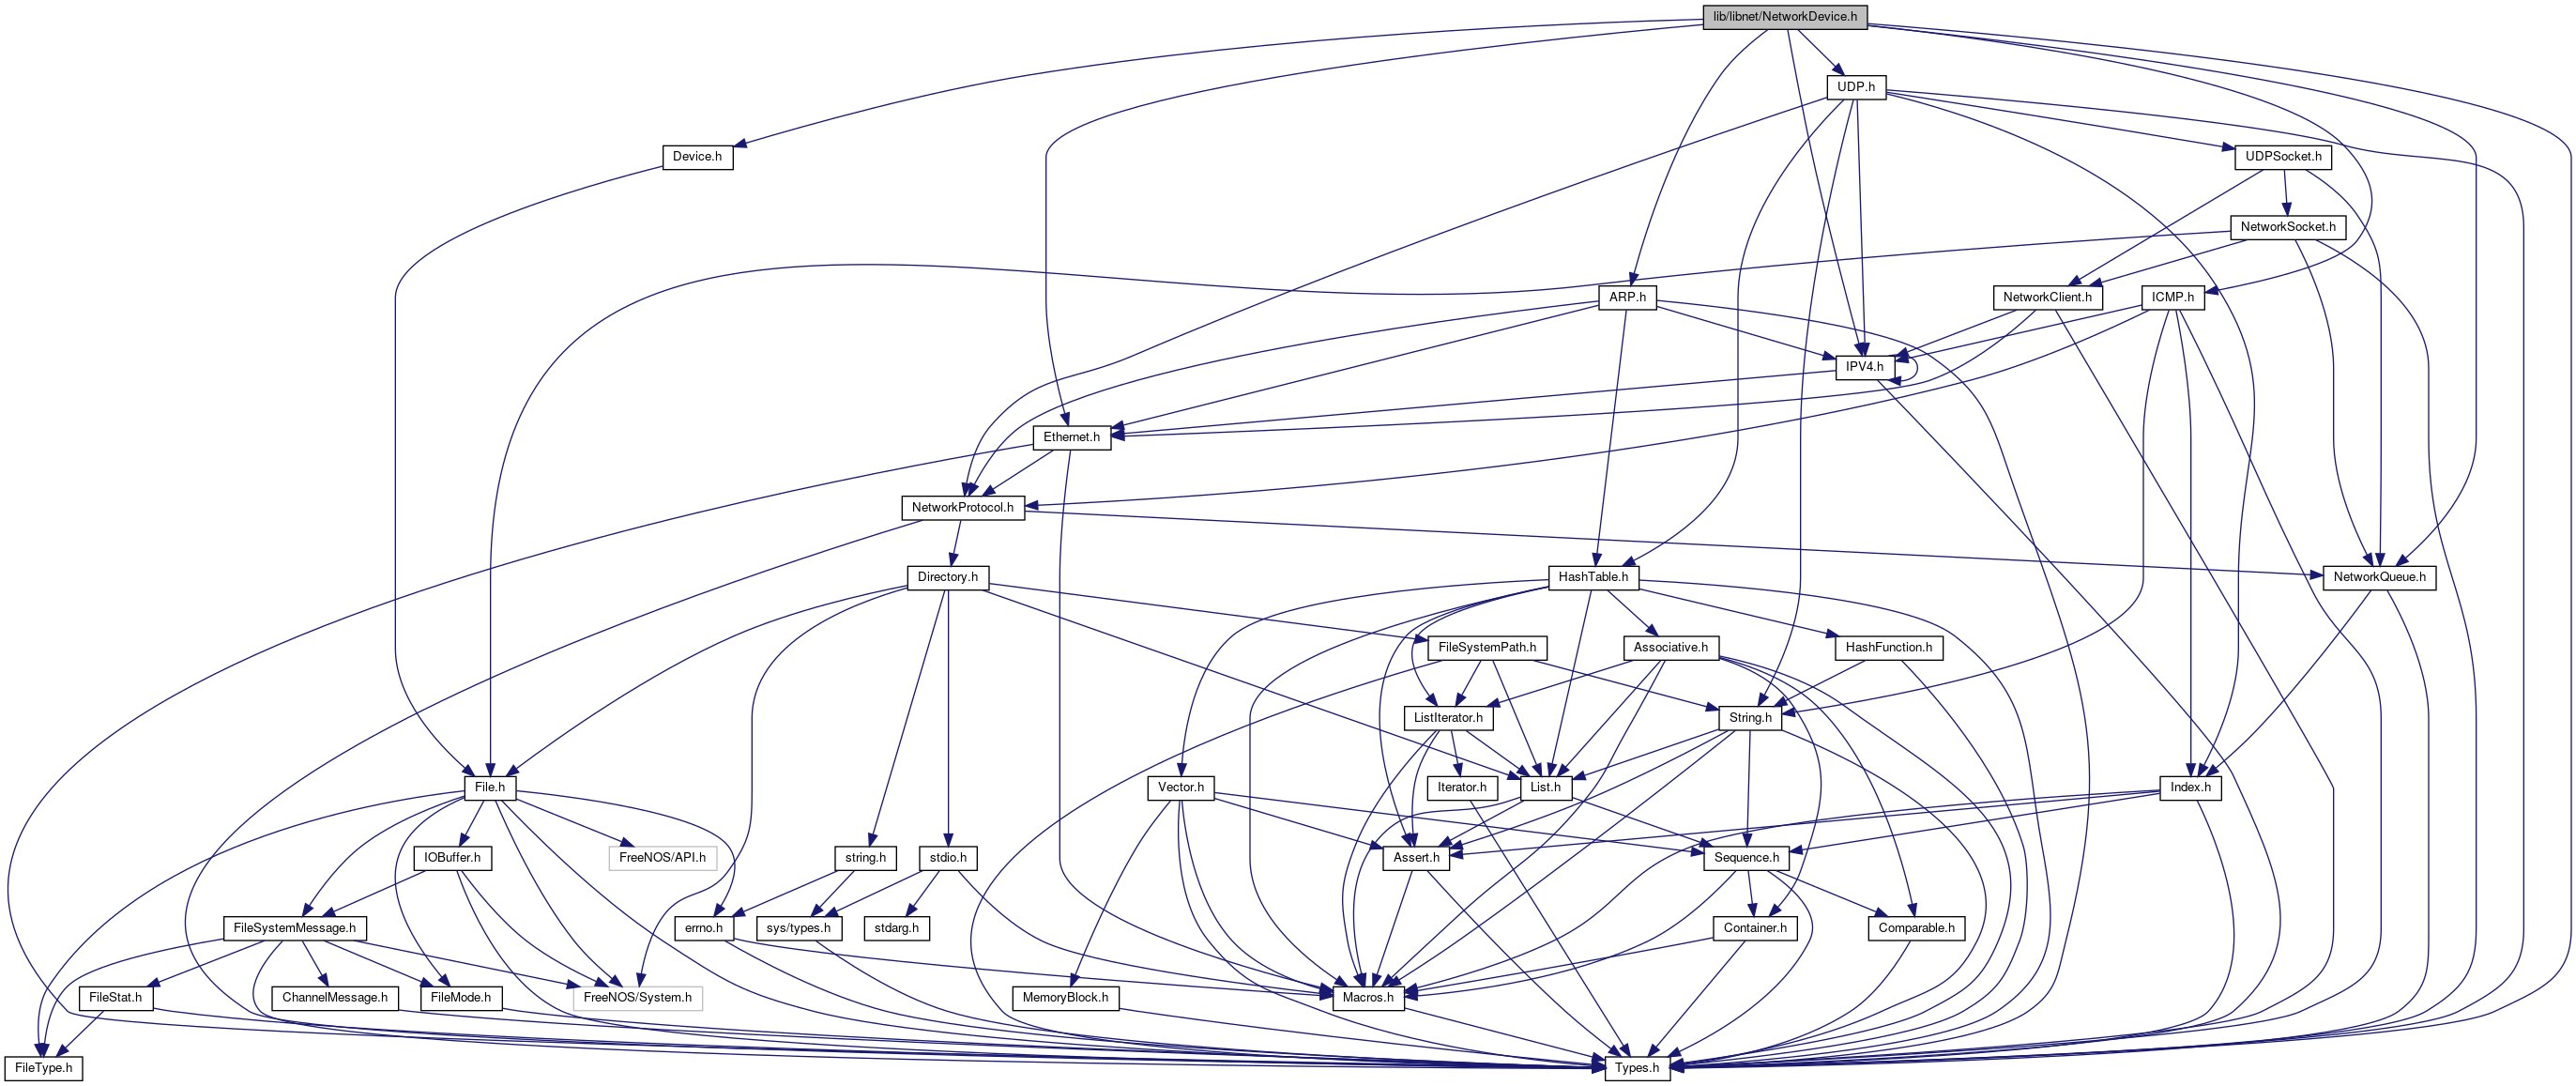 lib/libnet/NetworkDevice.h
UDP.h
Device.h
UDPSocket.h
NetworkSocket.h
ARP.h
NetworkClient.h
ICMP.h
IPV4.h
Ethernet.h
NetworkProtocol.h
Directory.h
HashTable.h
NetworkQueue.h
FileSystemPath.h
Associative.h
HashFunction.h
ListIterator.h
String.h
File.h
Vector.h
Iterator.h
List.h
Index.h
IOBuffer.h
FreeNOS/API.h
string.h
stdio.h
Assert.h
Sequence.h
FileSystemMessage.h
errno.h
sys/types.h
stdarg.h
Container.h
Comparable.h
FileStat.h
ChannelMessage.h
FileMode.h
FreeNOS/System.h
MemoryBlock.h
Macros.h
FileType.h
Types.h